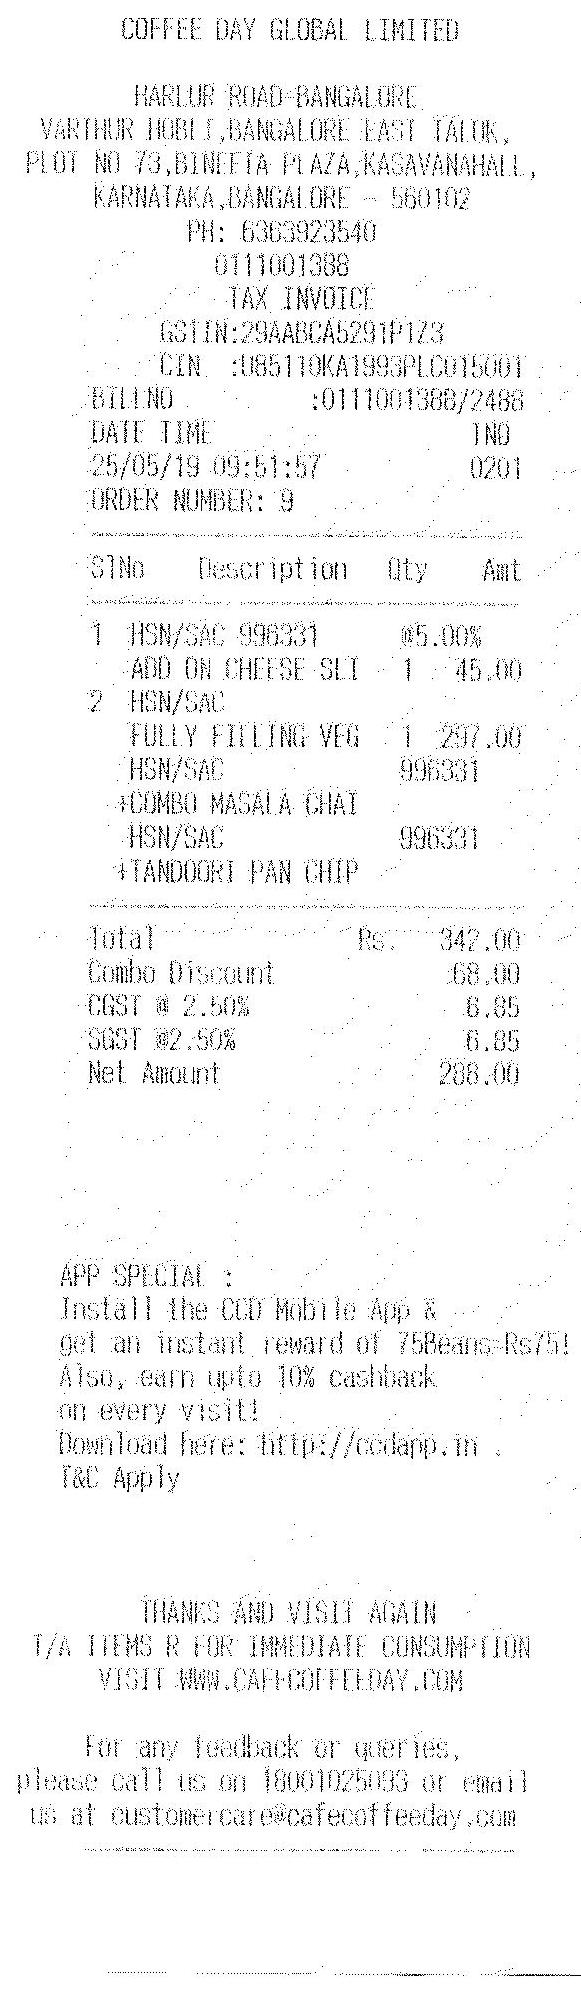 COFFEE DAY GLOBAL LIMITED
HARLUR ROAD-BANGALORE
VARTHUR HOBLI,BANGALORE EAST TALUK,
PLOT NO 73,BINEETA PLAZA,KASAVANAHALL,
KARNATAKA,BANGALORE - 560102
PH: 6363923540
0111001388
TAX INVOICE
GSTIN:29AABCA5291P1Z3
CIN :U85110KA1993PLC015001
BILLNO :0111001388/2488
DATE TIME TNO
25/05/19 09:51:57 0201
ORDER NUMBER: 9
SlNo Description Qty Amt
1 HSN/SAC 996331 @5.00%
ADD ON CHEESE SLI 1 45.00
2 HSN/SAC
FULLY FILLING VEG 1 297.00
HSN/SAC 996331
+COMBO MASALA CHAI
HSN/SAC 996331
+TANDOORI PAN CHIP
Total Rs. 342.00
Combo Discount 68.00
CGST @ 2.50% 6.85
SGST @2.50% 6.85
Net Amount 288.00
APP SPECIAL :
Install the CCD Mobile App &
get an instant reward of 75Beans=Rs75!
Also, earn upto 10% cashback
on every visit!
Download here: http://ccdapp.in
T&C Apply
THANKS AND VISIT AGAIN
T/A ITEMS R FOR IMMEDIATE CONSUMPTION
VISIT WWW.CAFECOFFEEDAY.COM
For any feedback or queries,
please call us on 18001025093 or email
us at customercare@cafecoffeeday.com